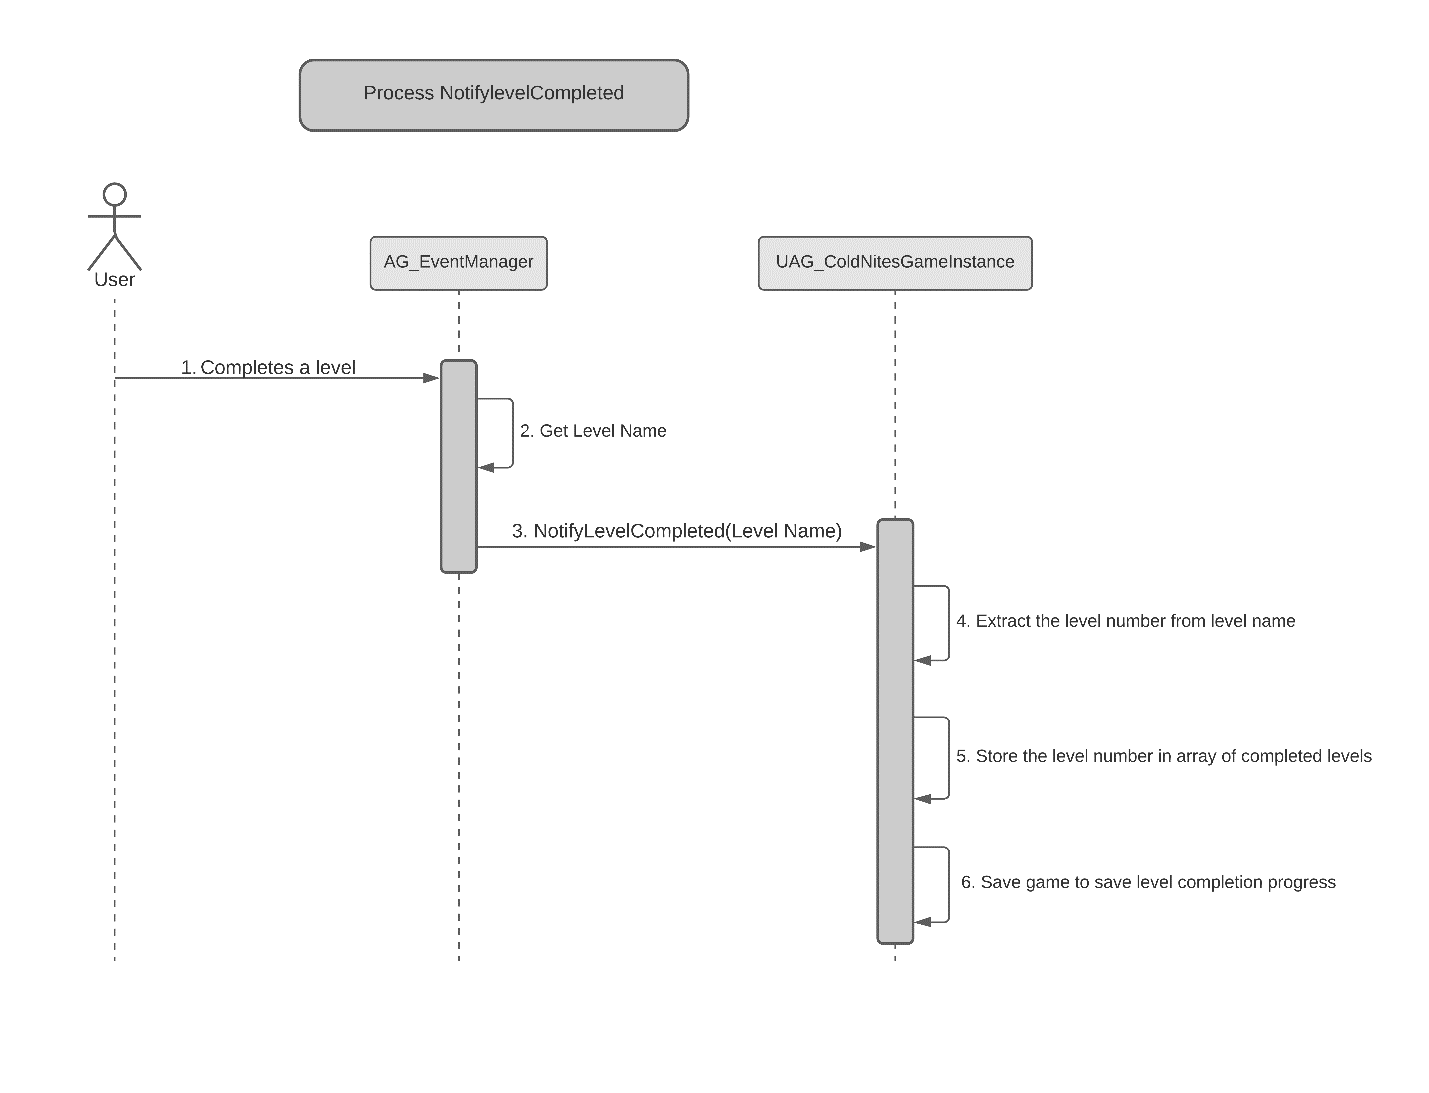 Process NotifylevelCompleted
User
AG_EventManager
UAG_ColdNitesGameInstance
1. Completes a level
2. Get Level Name
3. NotifyLevelCompleted(Level Name)
4. Extract the level number from level name
5. Store the level number in array of completed levels
6. Save game to save level completion progress